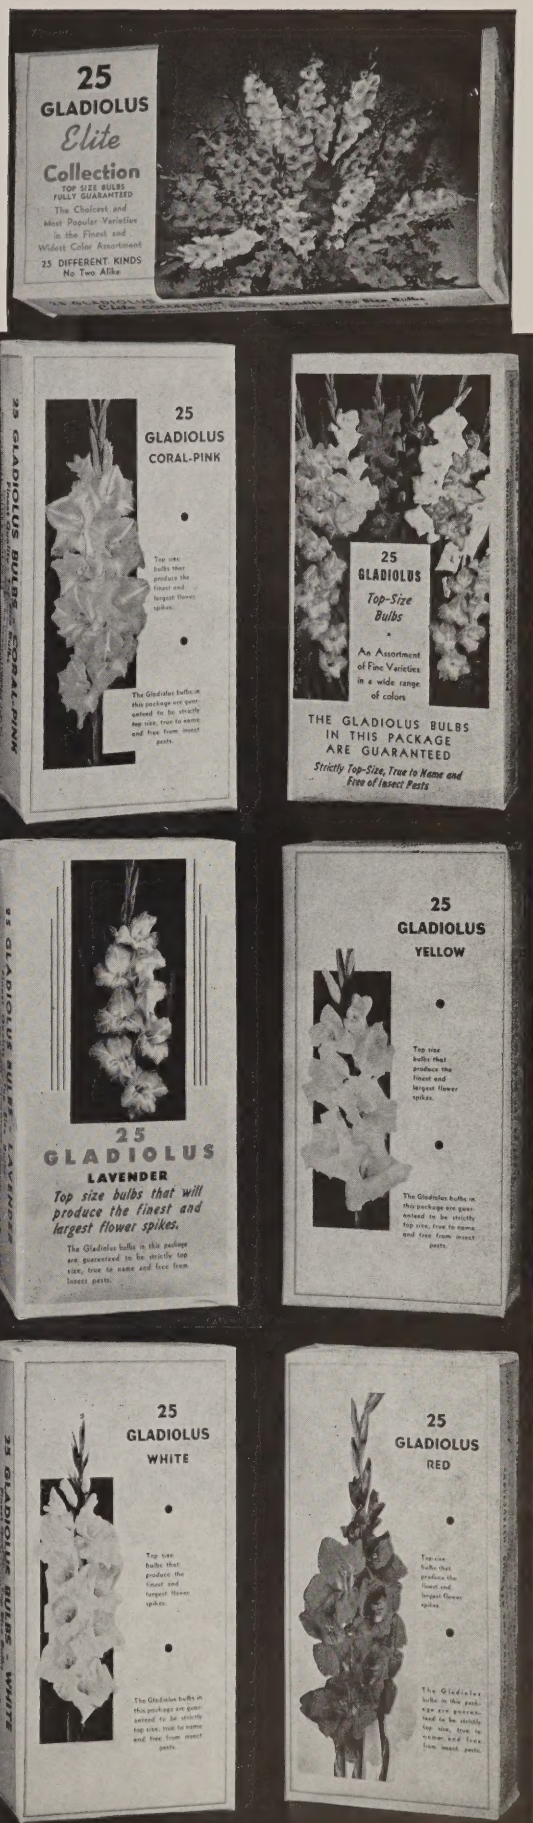 25
GLADIOLUS
Elite
Collection
TOP SIZE BULBS
FULLY GUARANTEED
The Choicest and
Most Popular Varieties
in the Finest and
Widest Color Assortment
25 DIFFERENT KINDS
No Two Alike
25 GLADIOLUS
Elite Collection Quality - Top Size Bulbs
25 GLADIOLUS BULBS - CORAL-PINK
25
GLADIOLUS
CORAL-PINK
Top size
bulbs that
produce the
finest and
largest flower
spikes.
The Gladiolus bulbs in
this package are guar-
anteed to be strictly
top size, true to name
and free from insect
pests.
25
GLADIOLUS
Top-Size
Bulbs
An Assortment
of Fine Varieties
in a wide range
of colors
THE GLADIOLUS BULBS
IN THIS PACKAGE
ARE GUARANTEED
Strictly Top-Size, True to Name and
Free of Insect Pests
25 GLADIOLUS BULBS - LAVENDER
25
GLADIOLUS
LAVENDER
Top size bulbs that will
produce the finest and
largest flower spikes.
The Gladiolus bulbs in this package
are guaranteed to be strictly top
size, true to name and free from
insect pests.
25
GLADIOLUS
YELLOW
Top size
bulbs that
produce the
finest and
largest flower
spikes.
The Gladiolus bulbs in
this package are guar-
anteed to be strictly
top size, true to name
and free from insect
pests.
25 GLADIOLUS BULBS - WHITE
25
GLADIOLUS
WHITE
Top size
bulbs that
produce the
finest and
largest flower
spikes.
The Gladiolus bulbs in
this package are guar-
anteed to be strictly
top size, true to name
and free from insect
pests.
25
GLADIOLUS
RED
Top size
bulbs that
produce the
finest and
largest flower
spikes.
The Gladiolus
bulbs in this pack-
age are guaran-
teed to be strictly
top size, true to
name and free
from insect pests.